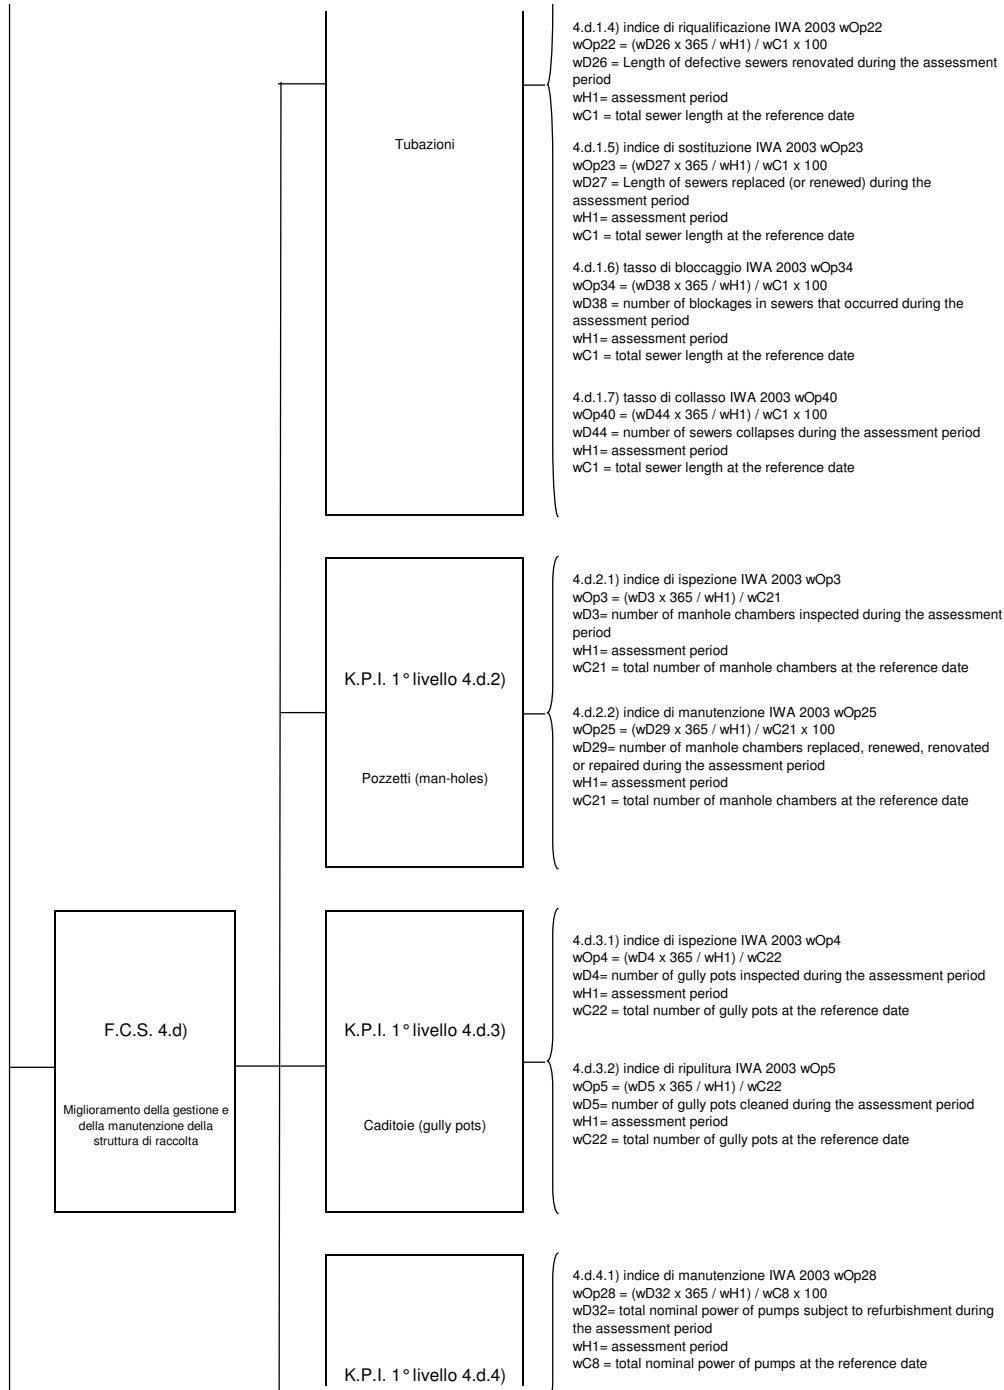 Tubazioni
4.d.1.4) indice di riqualificazione IWA 2003 wOp22
wOp22 = (wD26 x 365 / wH1) / wC1 x 100
wD26 = Length of defective sewers renovated during the assessment
period
wH1= assessment period
wC1 = total sewer length at the reference date
4.d.1.5) indice di sostituzione IWA 2003 wOp23
wOp23 = (wD27 x 365 / wH1) / wC1 x 100
wD27 = Length of sewers replaced (or renewed) during the
assessment period
wH1= assessment period
wC1 = total sewer length at the reference date
4.d.1.6) tasso di bloccaggio IWA 2003 wOp34
wOp34 = (wD38 x 365 / wH1) / wC1 x 100
wD38 = number of blockages in sewers that occurred during the
assessment period
wH1= assessment period
wC1 = total sewer length at the reference date
4.d.1.7) tasso di collasso IWA 2003 wOp40
wOp40 = (wD44 x 365 / wH1) / wC1 x 100
wD44 = number of sewers collapses during the assessment period
wH1= assessment period
wC1 = total sewer length at the reference date
K.P.I. 1° livello 4.d.2)
Pozzetti (man-holes)
4.d.2.1) indice di ispezione IWA 2003 wOp3
wOp3 = (wD3 x 365 / wH1) / wC21
wD3= number of manhole chambers inspected during the assessment
period
wH1= assessment period
wC21 = total number of manhole chambers at the reference date
4.d.2.2) indice di manutenzione IWA 2003 wOp25
wOp25 = (wD29 x 365 / wH1) / wC21 x 100
wD29= number of manhole chambers replaced, renewed, renovated
or repaired during the assessment period
wH1= assessment period
wC21 = total number of manhole chambers at the reference date
F.C.S. 4.d)
Miglioramento della gestione e
della manutenzione della
struttura di raccolta
K.P.I. 1° livello 4.d.3)
Caditoie (gully pots)
4.d.3.1) indice di ispezione IWA 2003 wOp4
wOp4 = (wD4 x 365 / wH1) / wC22
wD4= number of gully pots inspected during the assessment period
wH1= assessment period
wC22 = total number of gully pots at the reference date
4.d.3.2) indice di ripulitura IWA 2003 wOp5
wOp5 = (wD5 x 365 / wH1) / wC22
wD5= number of gully pots cleaned during the assessment period
wH1= assessment period
wC22 = total number of gully pots at the reference date
K.P.I. 1° livello 4.d.4)
4.d.4.1) indice di manutenzione IWA 2003 wOp28
wOp28 = (wD32 x 365 / wH1) / wC8 x 100
wD32= total nominal power of pumps subject to refurbishment during
the assessment period
wH1= assessment period
wC8 = total nominal power of pumps at the reference date